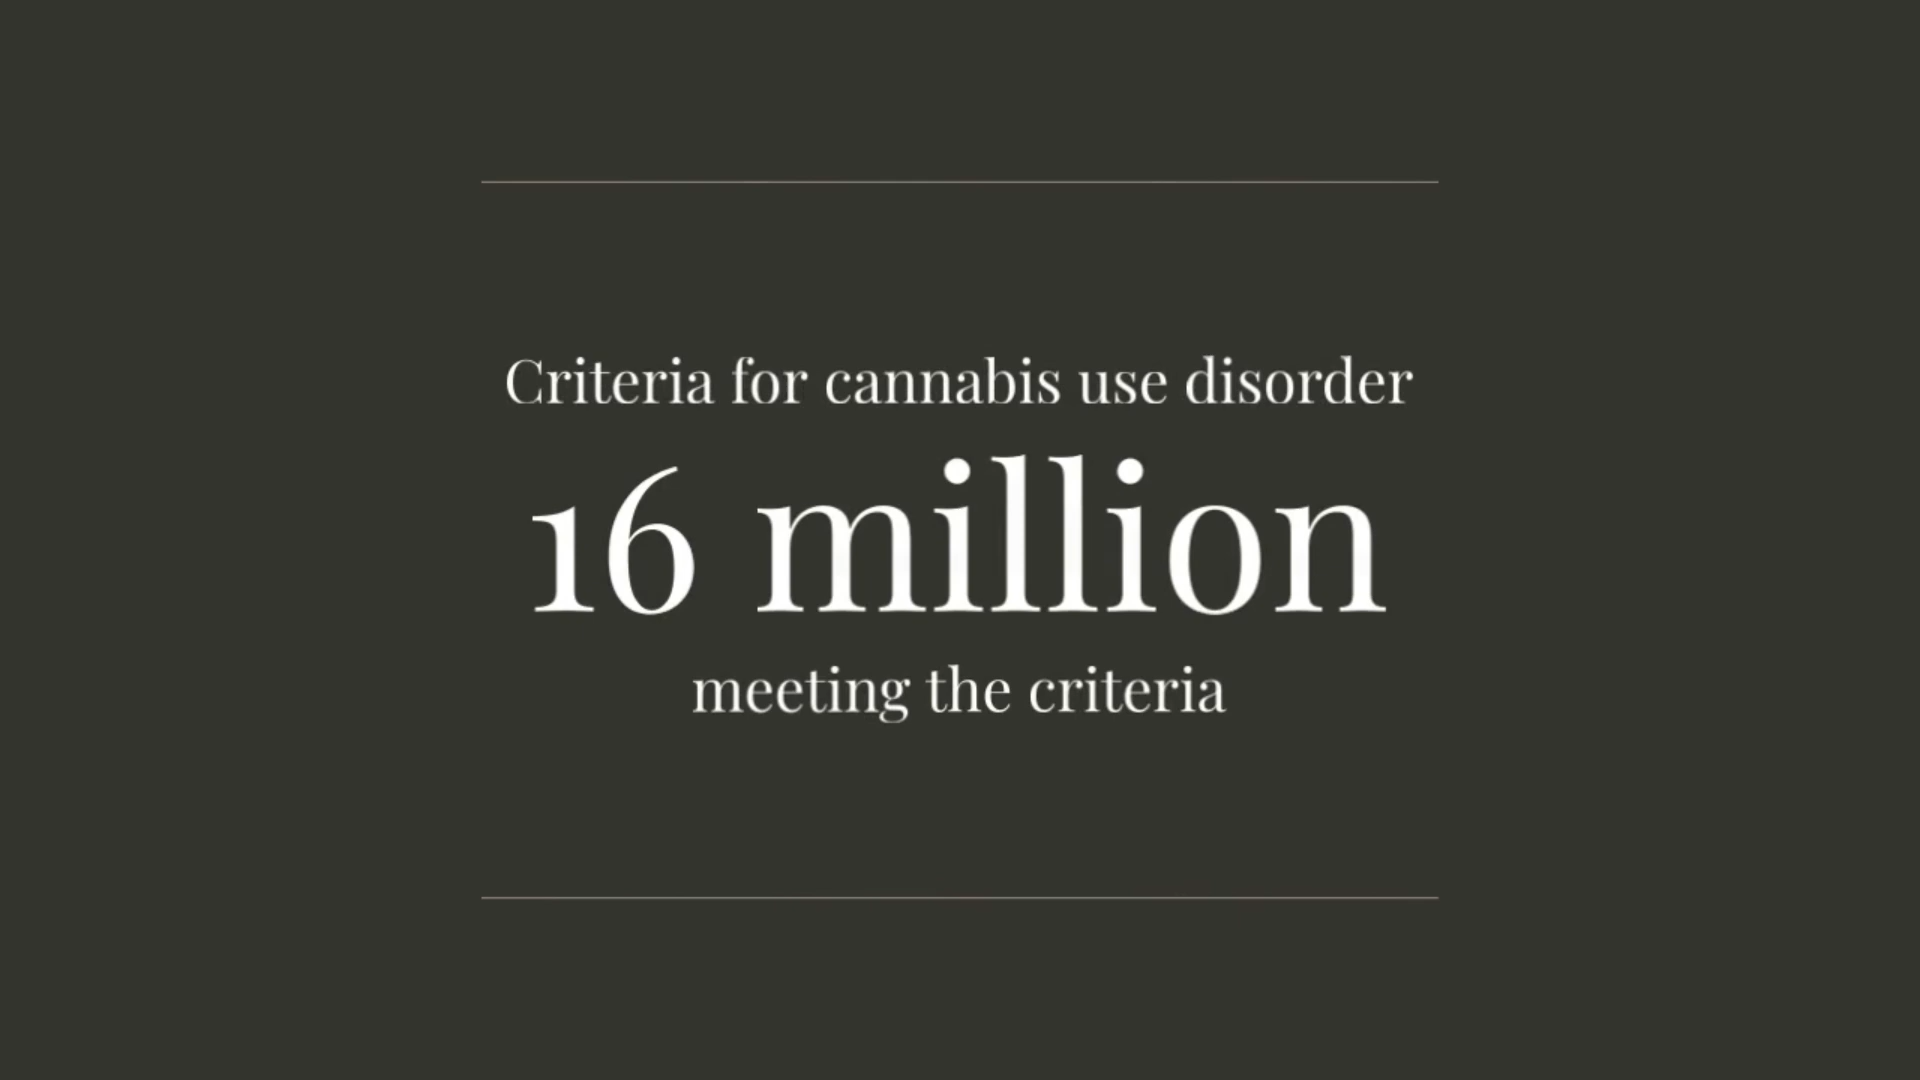 Criteria for cannabis use disorder
16 million
meeting the criteria